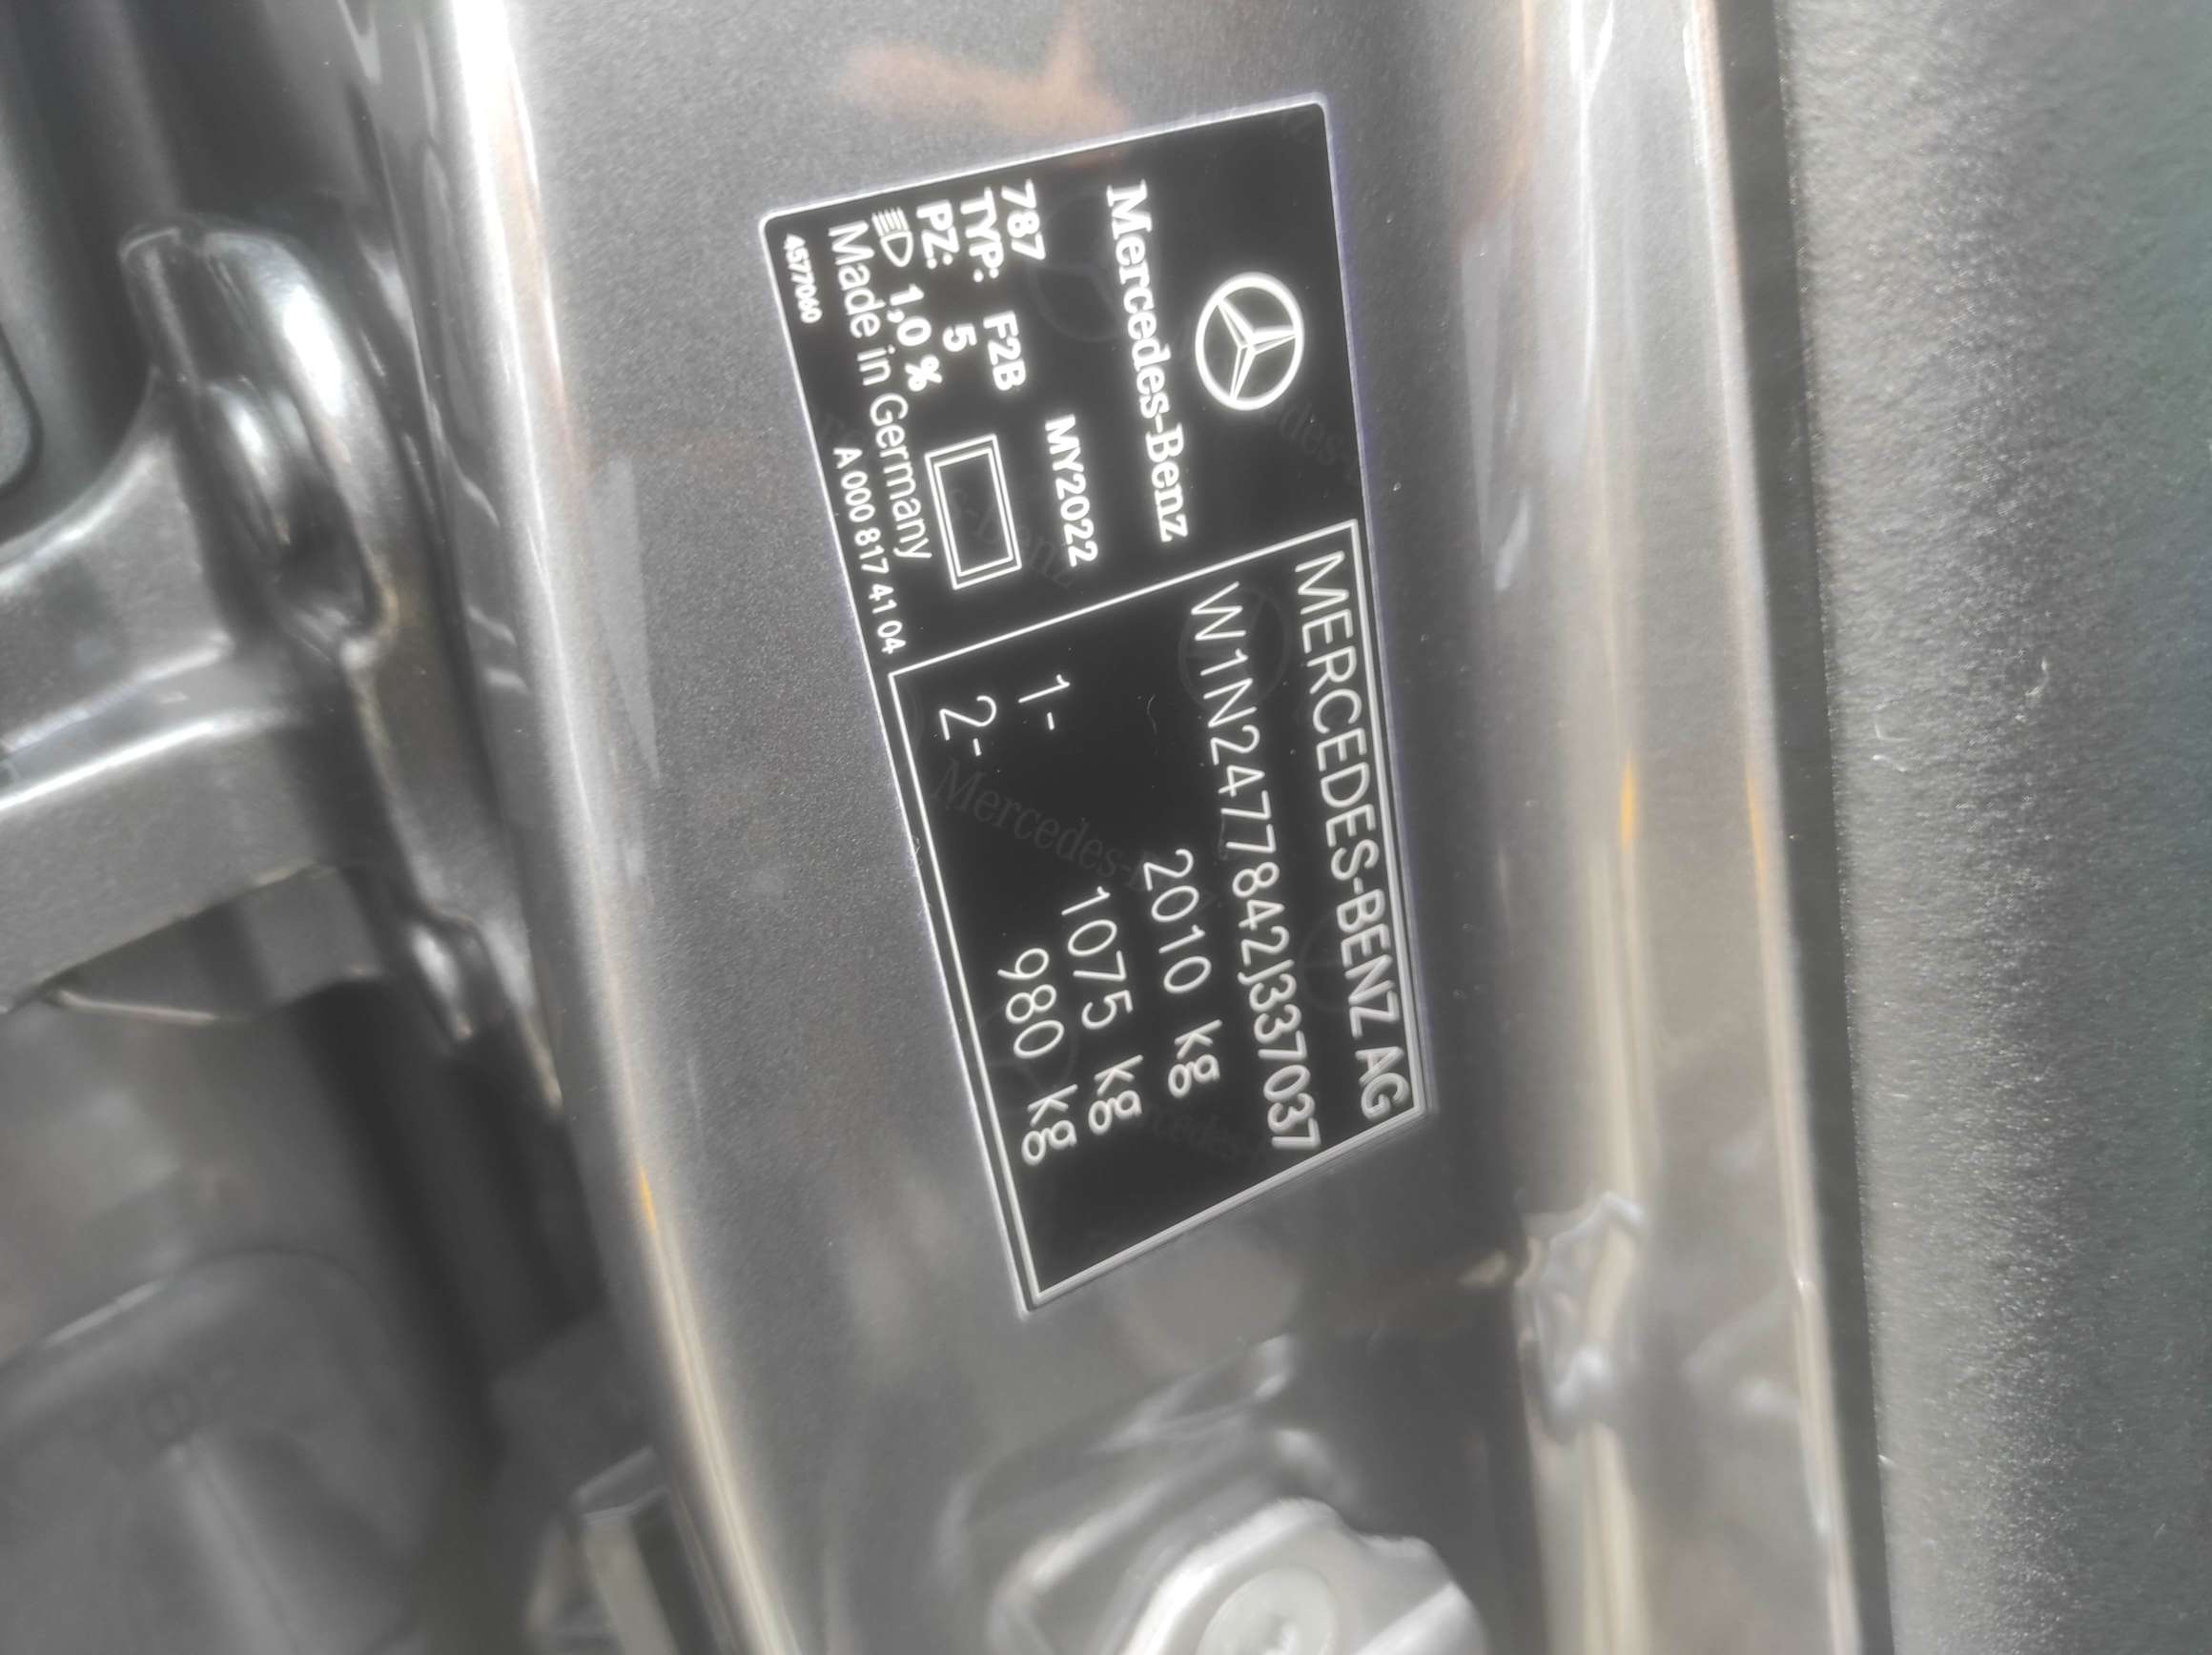 Mercedes-Benz
787 MY2022
TYP: F2B
PZ: 5
1,0 %
Made in Germany
4577060 A 000 817 41 04
MERCEDES-BENZ AG
W1N2477842J337037
2010 kg
1- 1075 kg
2- 980 kg